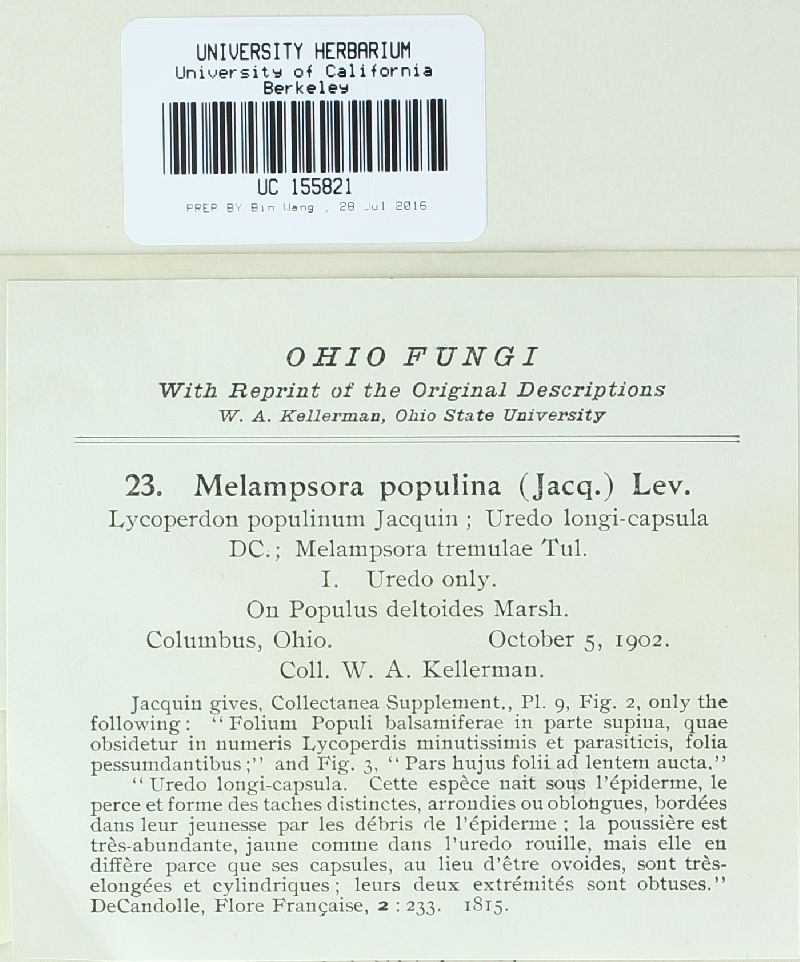 UNIVERSITY HERBARIUM
University of California
Berkeley
UC 155821
PREP BY Bin Wang , 28 Jul 2016
OHIO FUNGI
With Reprint of the Original Descriptions
W. A. Kellerman, Ohio State University
23. Melampsora populina (Jacq.) Lev.
Lycoperdon populinum Jacquin ; Uredo longi-capsula
DC. ; Melampsora tremulae Tul.
I. Uredo only.
On Populus deltoides Marsh.
Columbus, Ohio. October 5, 1902.
Coll. W. A. Kellerman.
Jacquin gives, Collectanea Supplement., Pl. 9, Fig. 2, only the
following : “Folium Populi balsamiferae in parte supina, quae
obsidetur in numeris Lycoperdis minutissimis et parasiticis, folia
pessumdantibus ;” and Fig. 3, “Pars hujus folii ad lentem aucta.”
“Uredo longi-capsula. Cette espèce nait sous l’épiderme, le
perce et forme des taches distinctes, arrondies ou oblongues, bordées
dans leur jeunesse par les débris de l’épiderme ; la poussière est
très-abundante, jaune comme dans l’uredo rouille, mais elle en
diffère parce que ses capsules, au lieu d’être ovoides, sont très-
elongées et cylindriques ; leurs deux extrémités sont obtuses.”
DeCandolle, Flore Française, 2 : 233. 1815.